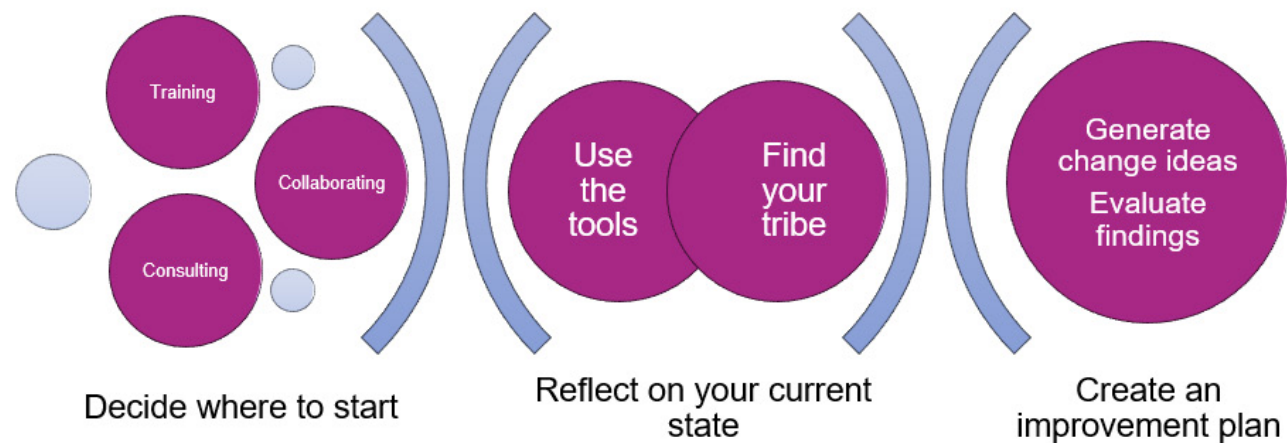 Training
Collaborating
Consulting
Decide where to start
Use
the
tools
Find
your
tribe
Reflect on your current
state
Generate
change ideas
Evaluate
findings
Create an
improvement plan